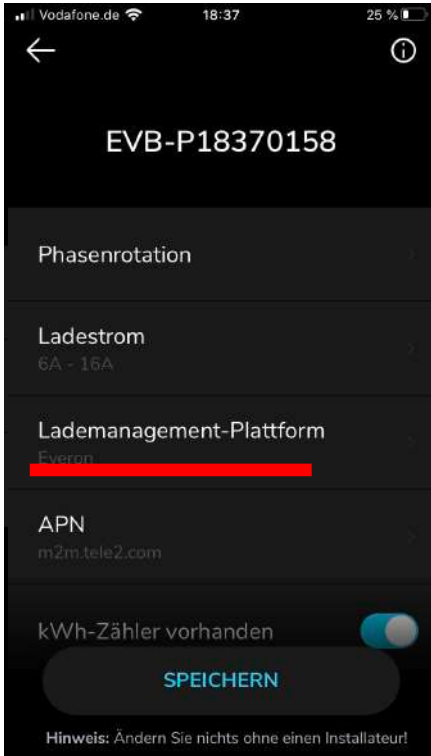 Vodafone.de 18:37 25 %
EVB-P18370158
Phasenrotation
Ladestrom
6A - 16A
Lademanagement-Plattform
Everon
APN
m2m.tele2.com
kWh-Zähler vorhanden
SPEICHERN
Hinweis: Ändern Sie nichts ohne einen Installateur!